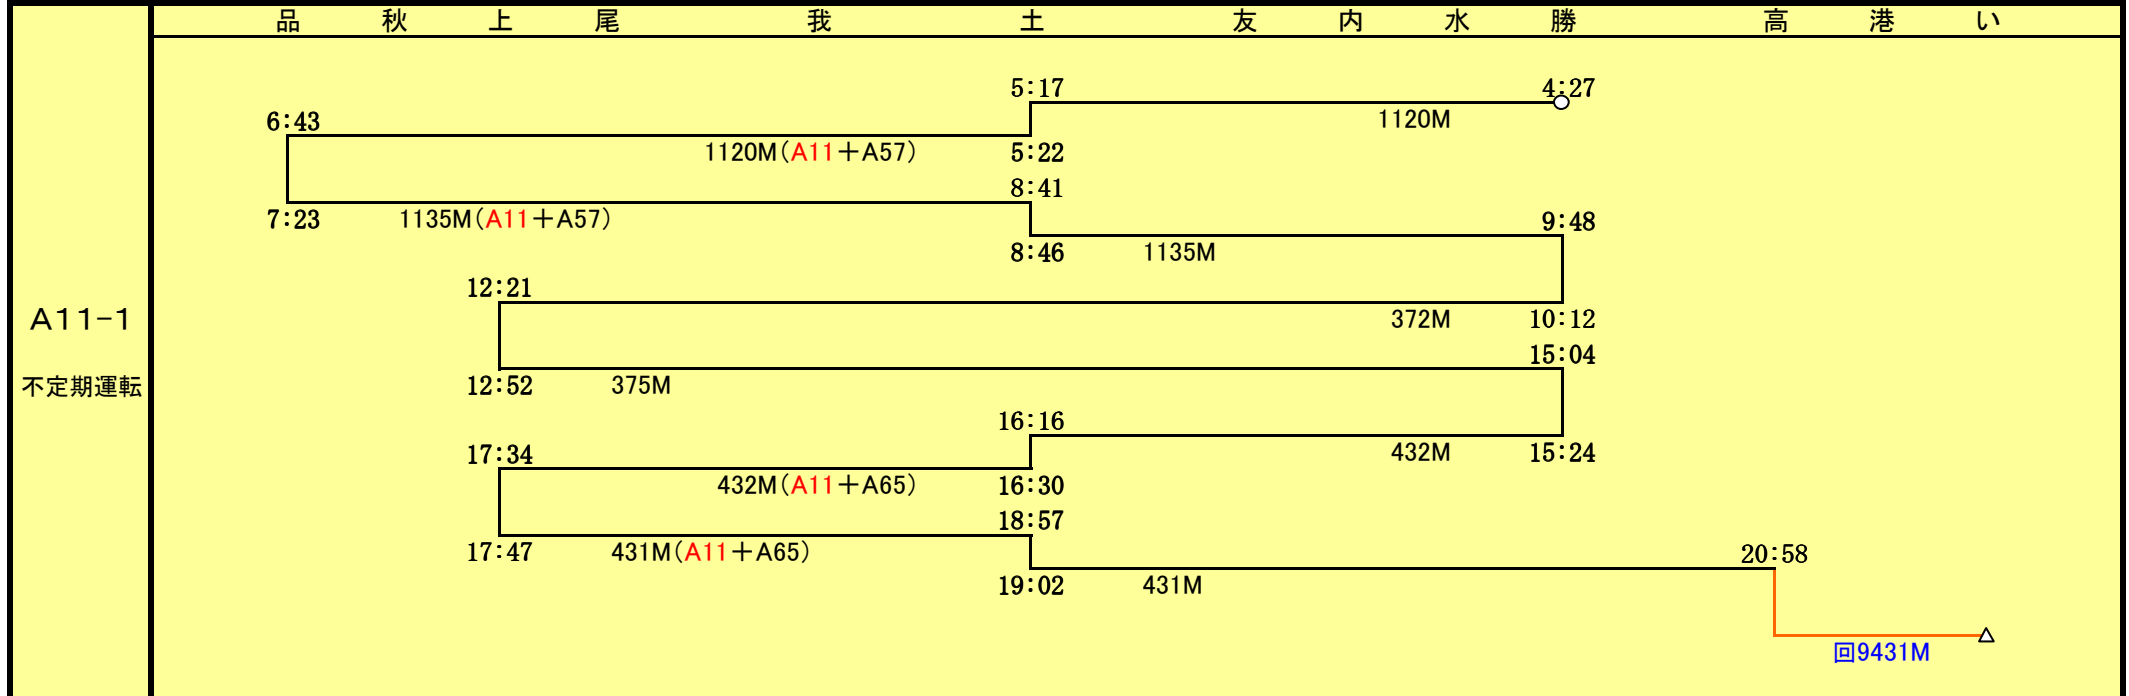 品 秋 上 尾 我 土 友 内 水 勝 高 港 い
5:17 4:27
6:43 1120M
1120M(A11＋A57) 5:22
8:41
7:23 1135M(A11＋A57) 9:48
8:46 1135M
12:21
A11-1 372M 10:12
15:04
不定期運転 12:52 375M
16:16
17:34 432M 15:24
432M(A11＋A65) 16:30
18:57
17:47 431M(A11＋A65) 20:58
19:02 431M
回9431M